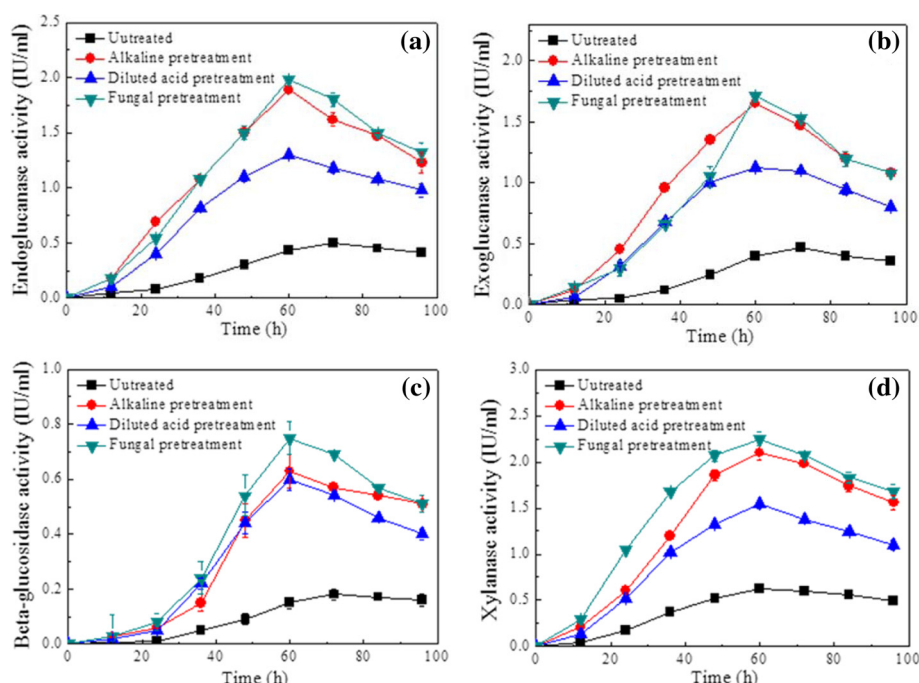 (a)
Endoglucanase activity (IU/ml)
2.5
2.0
1.5
1.0
0.5
0.0
Uutreated
Alkaline pretreatment
Diluted acid pretreatment
Fungal pretreatment
0 20 40 60 80 100
Time (h)
(b)
Exoglucanase activity (IU/ml)
2.0
1.5
1.0
0.5
0.0
Uutreated
Alkaline pretreatment
Diluted acid pretreatment
Fungal pretreatment
0 20 40 60 80 100
Time (h)
(c)
Beta-glucosidase activity (IU/ml)
1.0
0.8
0.6
0.4
0.2
0.0
Uutreated
Alkaline pretreatment
Diluted acid pretreatment
Fungal pretreatment
0 20 40 60 80 100
Time (h)
(d)
Xylanase activity (IU/ml)
3.0
2.5
2.0
1.5
1.0
0.5
0.0
Uutreated
Alkaline pretreatment
Diluted acid pretreatment
Fungal pretreatment
0 20 40 60 80 100
Time (h)